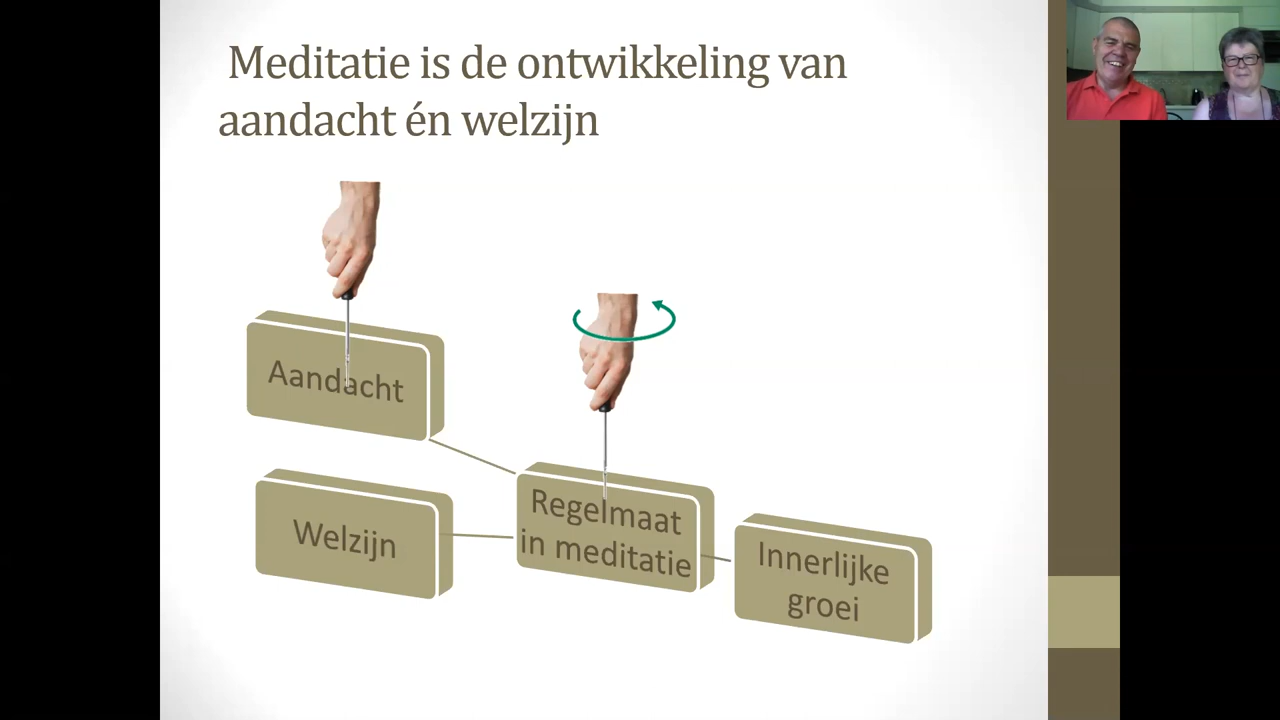 Meditatie is de ontwikkeling van
aandacht én welzijn
Aandacht
Welzijn
Regelmaat
in meditatie
Innerlijke
groei